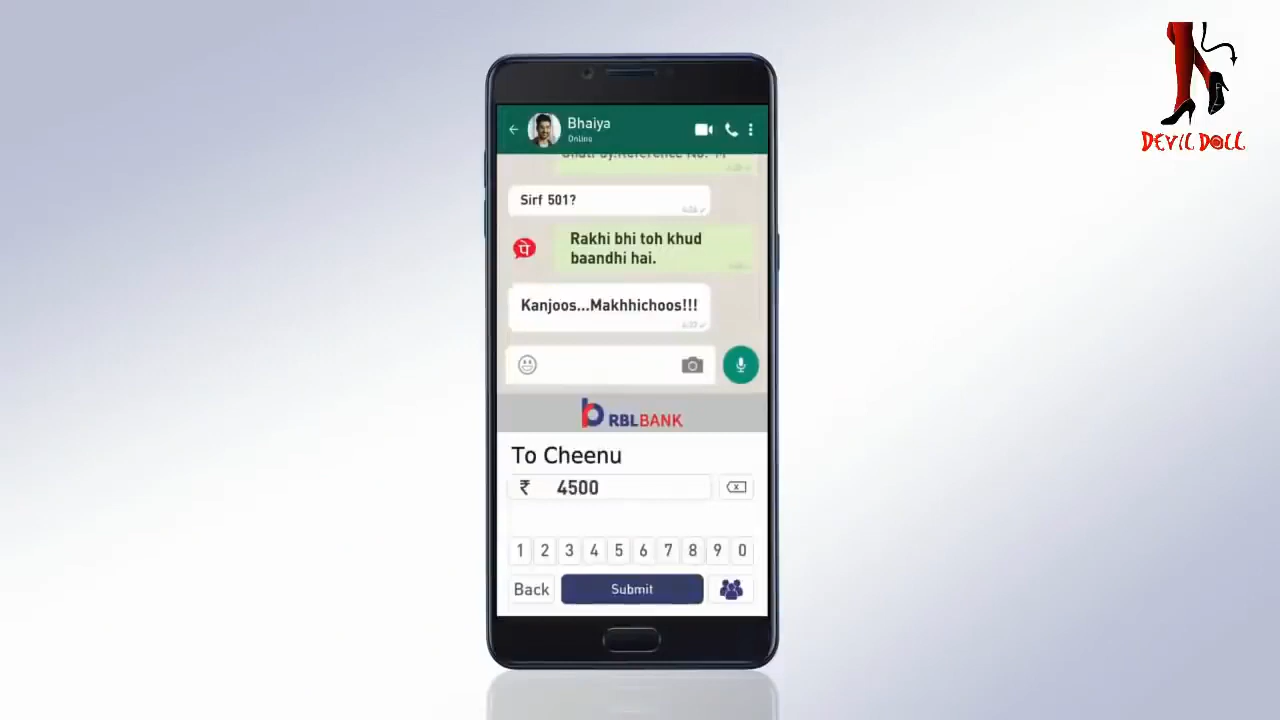 DEVIL DOLL
Bhaiya
Online
Sirf 501?
Rakhi bhi toh khud
baandhi hai.
पे
Kanjoos...Makhhichoos!!!
RBLBANK
To Cheenu
₹ 4500
1 2 3 4 5 6 7 8 9 0
Back Submit